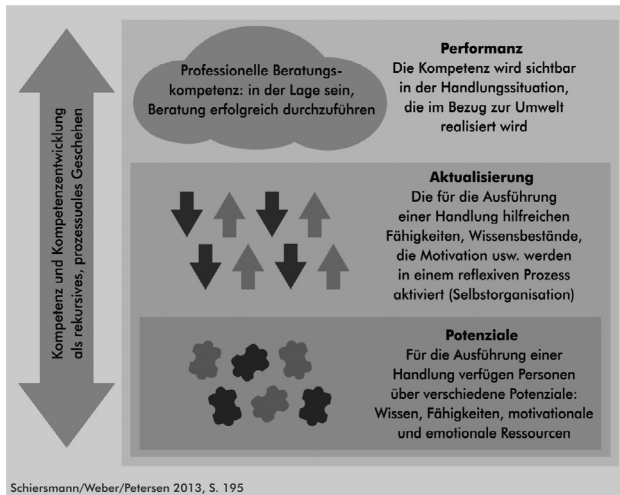 Kompetenz und Kompetenzentwicklung
als rekursives, prozessuales Geschehen
Professionelle Beratungs-
kompetenz: in der Lage sein,
Beratung erfolgreich durchzuführen
Performanz
Die Kompetenz wird sichtbar
in der Handlungssituation,
die im Bezug zur Umwelt
realisiert wird
Aktualisierung
Die für die Ausführung
einer Handlung hilfreichen
Fähigkeiten, Wissensbestände,
die Motivation usw. werden
in einem reflexiven Prozess
aktiviert (Selbstorganisation)
Potenziale
Für die Ausführung einer
Handlung verfügen Personen
über verschiedene Potenziale:
Wissen, Fähigkeiten, motivationale
und emotionale Ressourcen
Schiersmann/Weber/Petersen 2013, S. 195